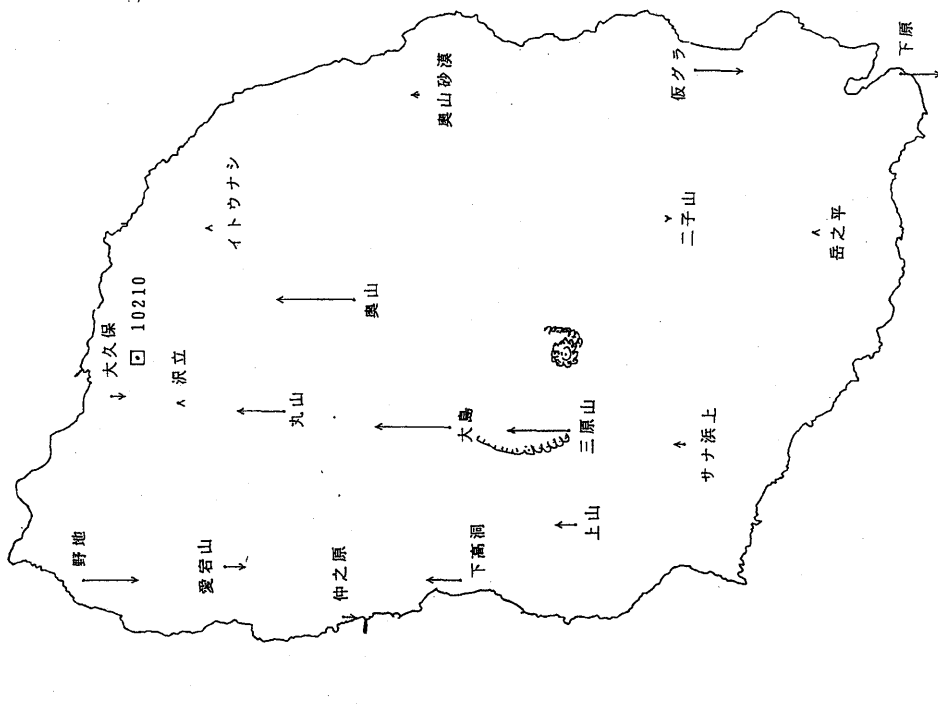 野地
愛宕山
仲之原
下高洞
大久保
10210
沢立
丸山
大島
三原山
上山
サナ浜上
奥山
イトウナシ
奥山砂漠
二子山
岳之平
仮グラ
下原